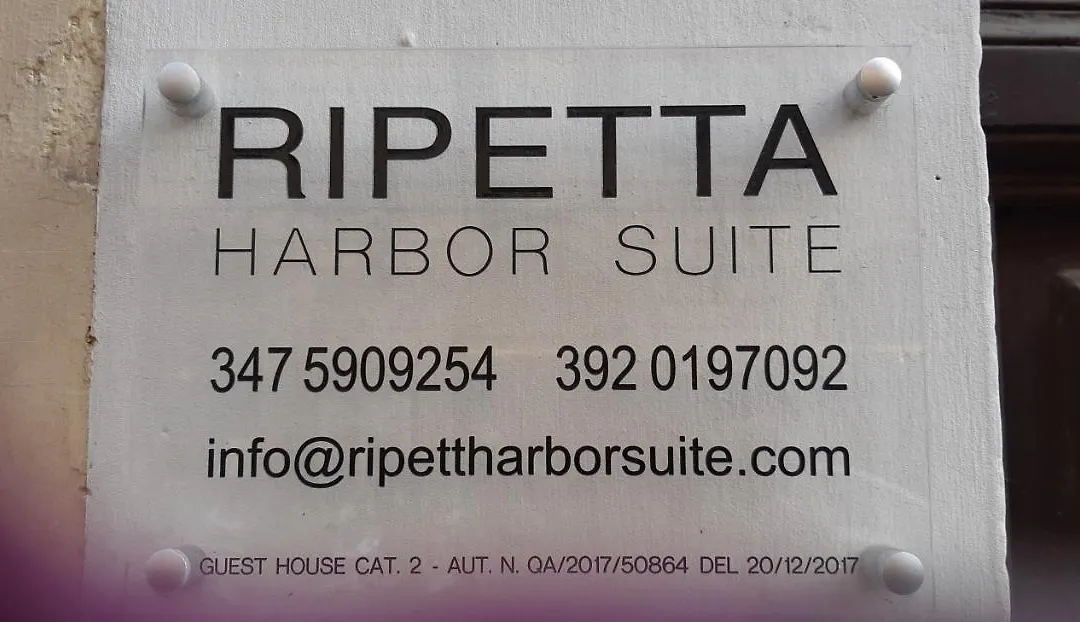 RIPETTA
HARBOR SUITE
347 5909254 392 0197092
info@ripettharborsuite.com
GUEST HOUSE CAT. 2 - AUT. N. QA/2017/50864 DEL 20/12/2017